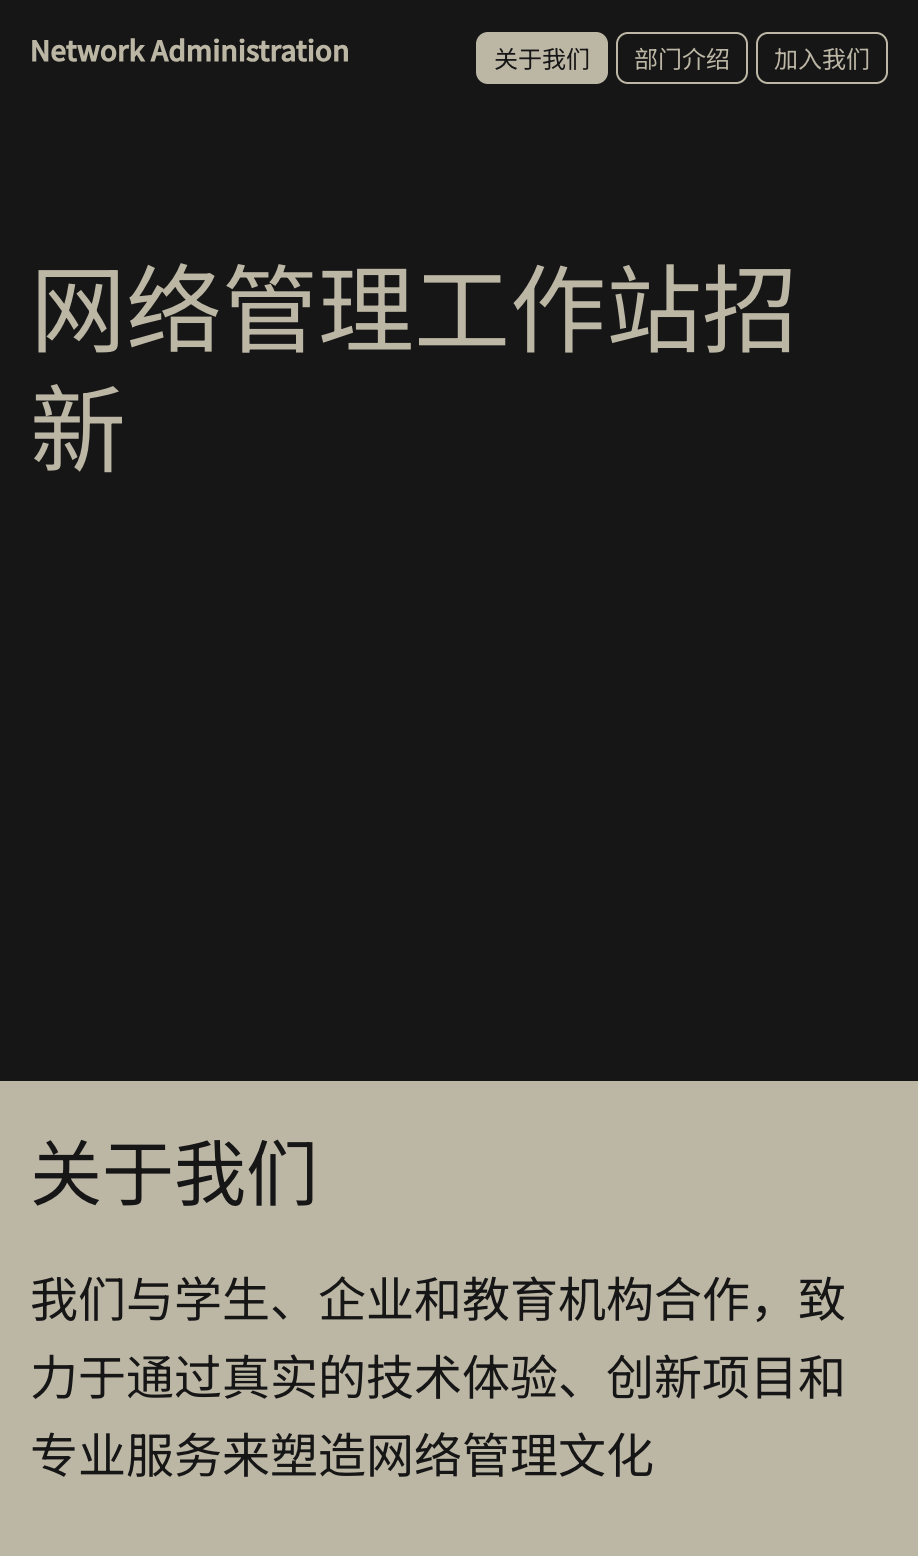 Network Administration
关于我们
部门介绍
加入我们
网络管理工作站招
新
关于我们
我们与学生、企业和教育机构合作，致
力于通过真实的技术体验、创新项目和
专业服务来塑造网络管理文化